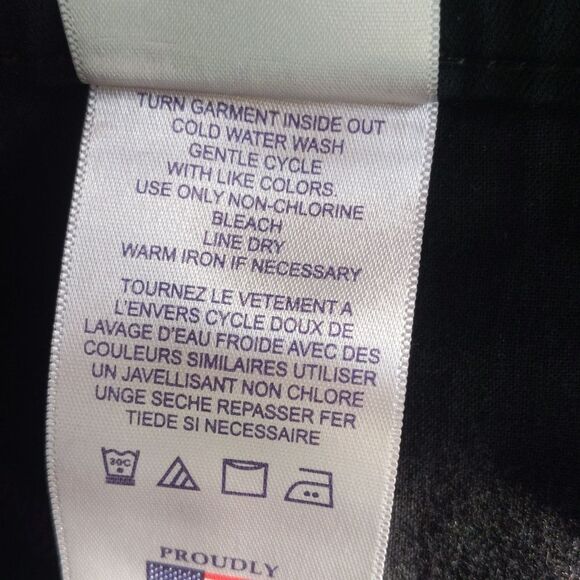 TURN GARMENT INSIDE OUT
COLD WATER WASH
GENTLE CYCLE
WITH LIKE COLORS.
USE ONLY NON-CHLORINE
BLEACH
LINE DRY
WARM IRON IF NECESSARY
TOURNEZ LE VETEMENT A
L'ENVERS CYCLE DOUX DE
LAVAGE D'EAU FROIDE AVEC DES
COULEURS SIMILAIRES UTILISER
UN JAVELLISANT NON CHLORE
UNGE SECHE REPASSER FER
TIEDE SI NECESSAIRE
30C
PROUDLY